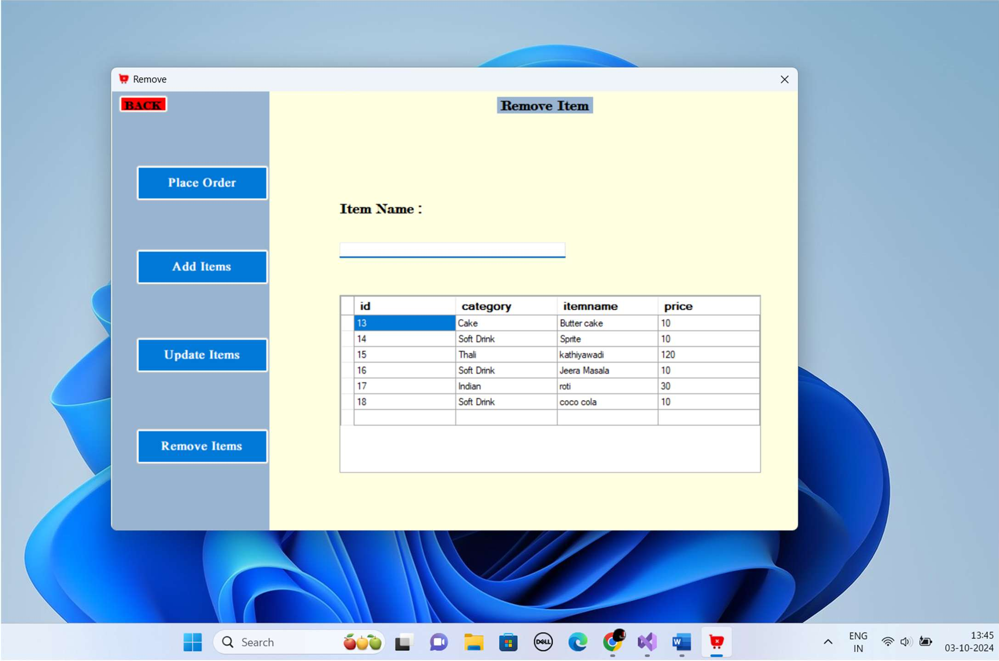 Remove
BACK
Remove Item
Place Order
Item Name :
Add Items
Update Items
Remove Items
id category itemname price
13 Cake Butter cake 10
14 Soft Drink Sprite 10
15 Thali kathiyawadi 120
16 Soft Drink Jeera Masala 10
17 Indian roti 30
18 Soft Drink coco cola 10
Search
DELL
W
ENG
IN
13:45
03-10-2024